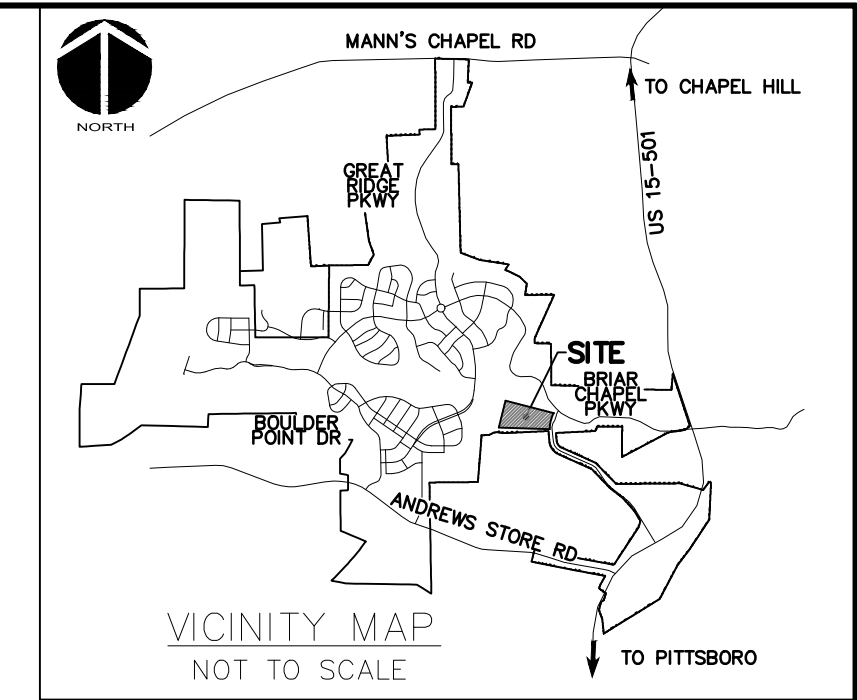 MANN'S CHAPEL RD
NORTH
TO CHAPEL HILL
US 15-501
GREAT
RIDGE
PKWY
SITE
BRIAR
CHAPEL
PKWY
BOULDER
POINT DR
ANDREWS STORE RD
VICINITY MAP
NOT TO SCALE
TO PITTSBORO